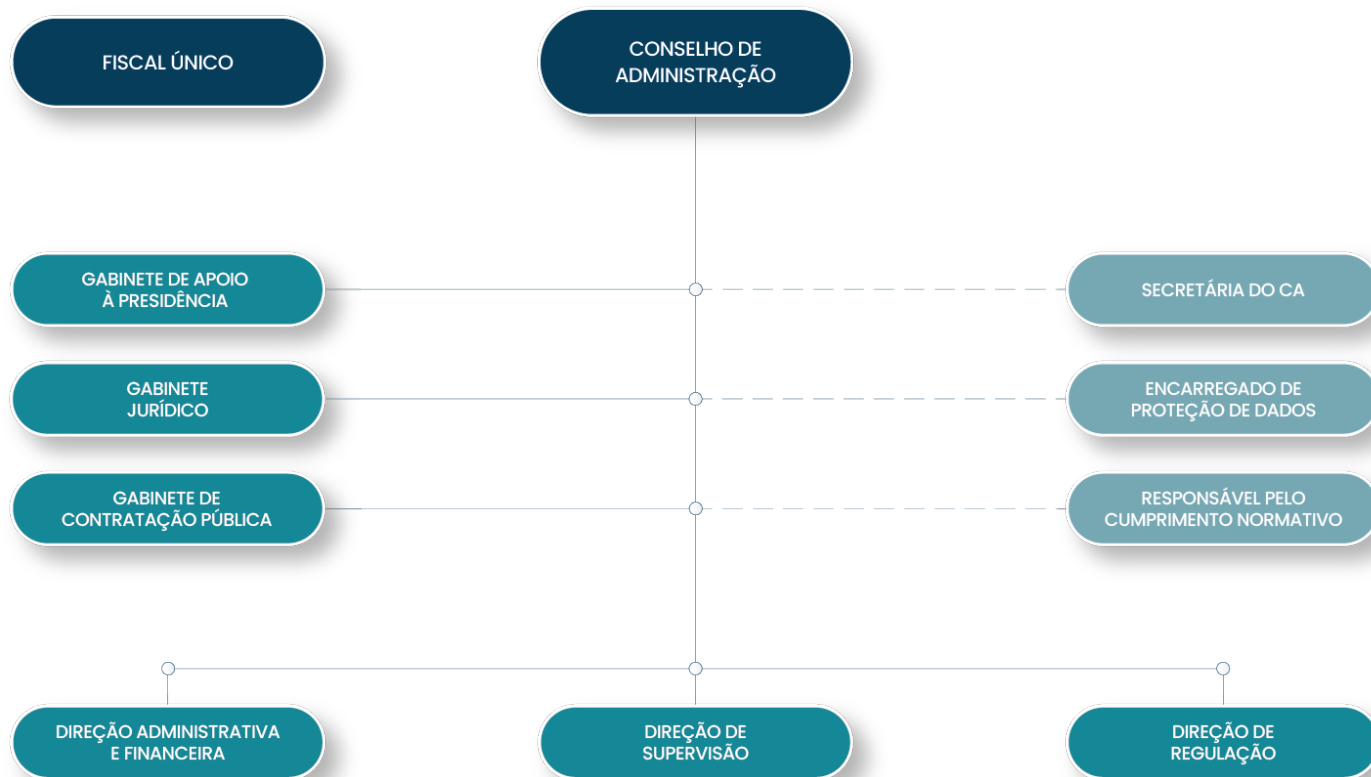 FISCAL ÚNICO
CONSELHO DE
ADMINISTRAÇÃO
GABINETE DE APOIO
À PRESIDÊNCIA
SECRETÁRIA DO CA
GABINETE
JURÍDICO
ENCARREGADO DE
PROTEÇÃO DE DADOS
GABINETE DE
CONTRATAÇÃO PÚBLICA
RESPONSÁVEL PELO
CUMPRIMENTO NORMATIVO
DIREÇÃO ADMINISTRATIVA
E FINANCEIRA
DIREÇÃO DE
SUPERVISÃO
DIREÇÃO DE
REGULAÇÃO